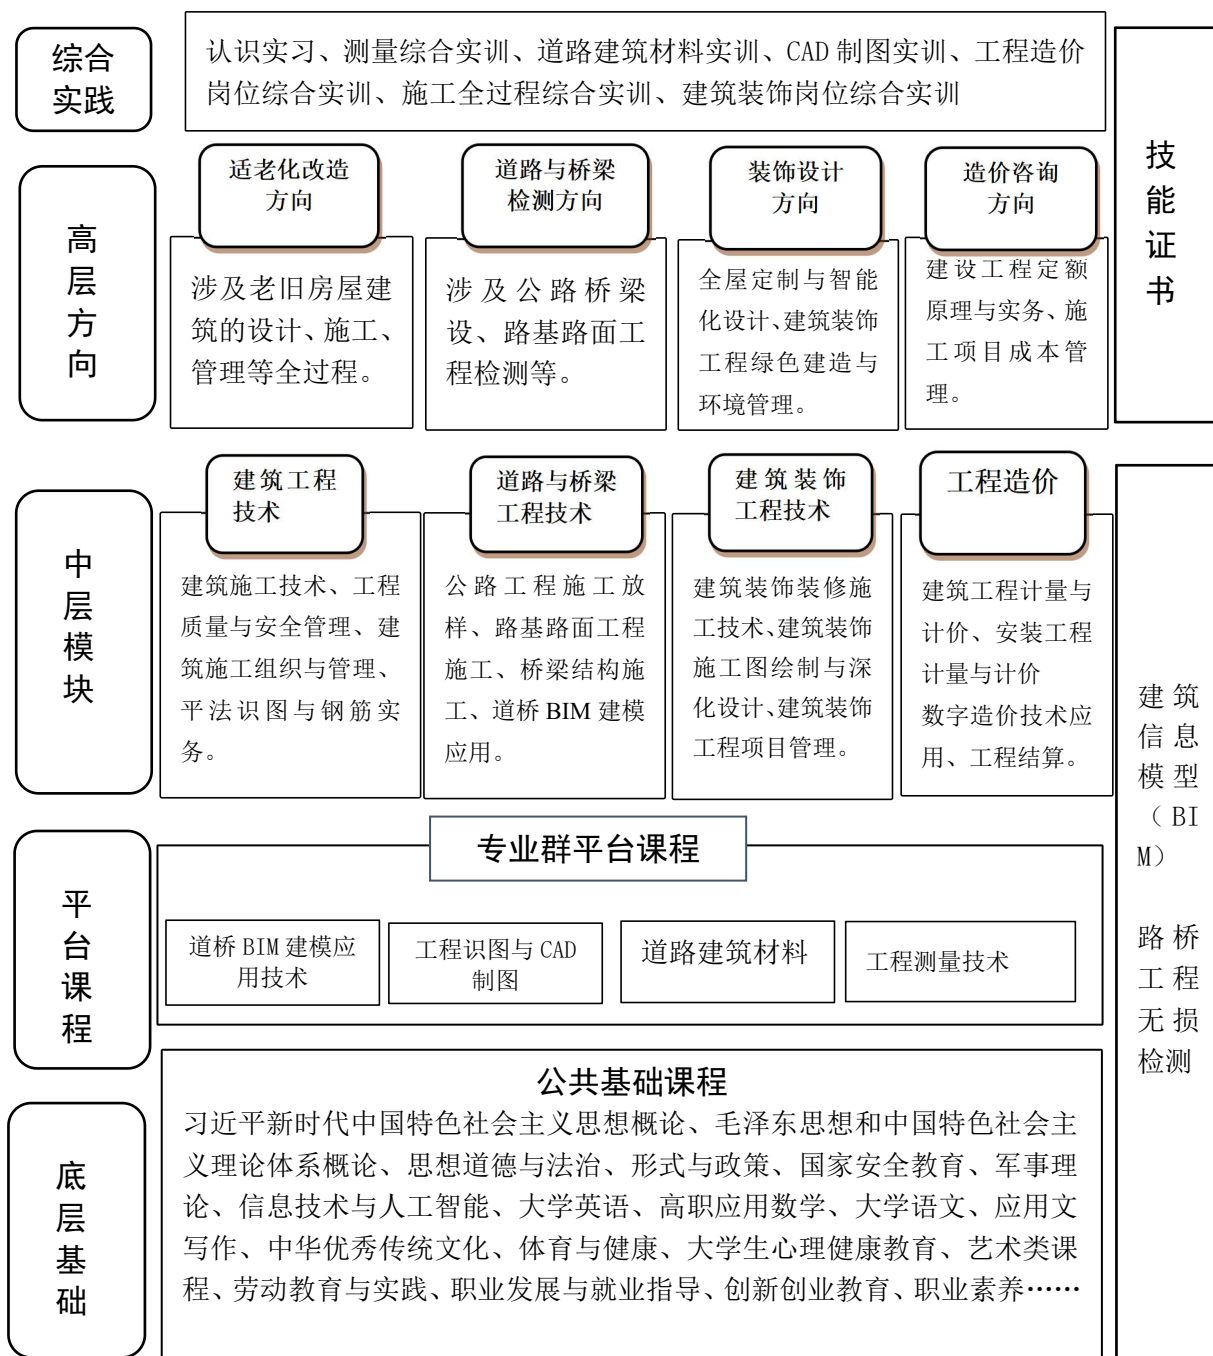 综合
实践
认识实习、测量综合实训、道路建筑材料实训、CAD 制图实训、工程造价
岗位综合实训、施工全过程综合实训、建筑装饰岗位综合实训
技
能
证
书
高
层
方
向
适老化改造
方向
涉及老旧房屋建
筑的设计、施工、
管理等全过程。
道路与桥梁
检测方向
涉及公路桥梁
设、路基路面工
程检测等。
装饰设计
方向
全屋定制与智能
化设计、建筑装饰
工程绿色建造与
环境管理。
造价咨询
方向
建设工程定额
原理与实务、施
工项目成本管
理。
中
层
模
块
建筑工程
技术
建筑施工技术、工程
质量与安全管理、建
筑施工组织与管理、
平法识图与钢筋实
务。
道路与桥梁
工程技术
公路工程施工放
样、路基路面工程
施工、桥梁结构施
工、道桥 BIM 建模
应用。
建筑装饰
工程技术
建筑装饰装修施
工技术、建筑装饰
施工图绘制与深
化设计、建筑装饰
工程项目管理。
工程造价
建筑工程计量与
计价、安装工程
计量与计价
数字造价技术应
用、工程结算。
建筑
信息
模型
（BI
M）
路桥
工程
无损
检测
平
台
课
程
专业群平台课程
道桥 BIM 建模应
用技术
工程识图与 CAD
制图
道路建筑材料
工程测量技术
底
层
基
础
公共基础课程
习近平新时代中国特色社会主义思想概论、毛泽东思想和中国特色社会主
义理论体系概论、思想道德与法治、形式与政策、国家安全教育、军事理
论、信息技术与人工智能、大学英语、高职应用数学、大学语文、应用文
写作、中华优秀传统文化、体育与健康、大学生心理健康教育、艺术类课
程、劳动教育与实践、职业发展与就业指导、创新创业教育、职业素养……